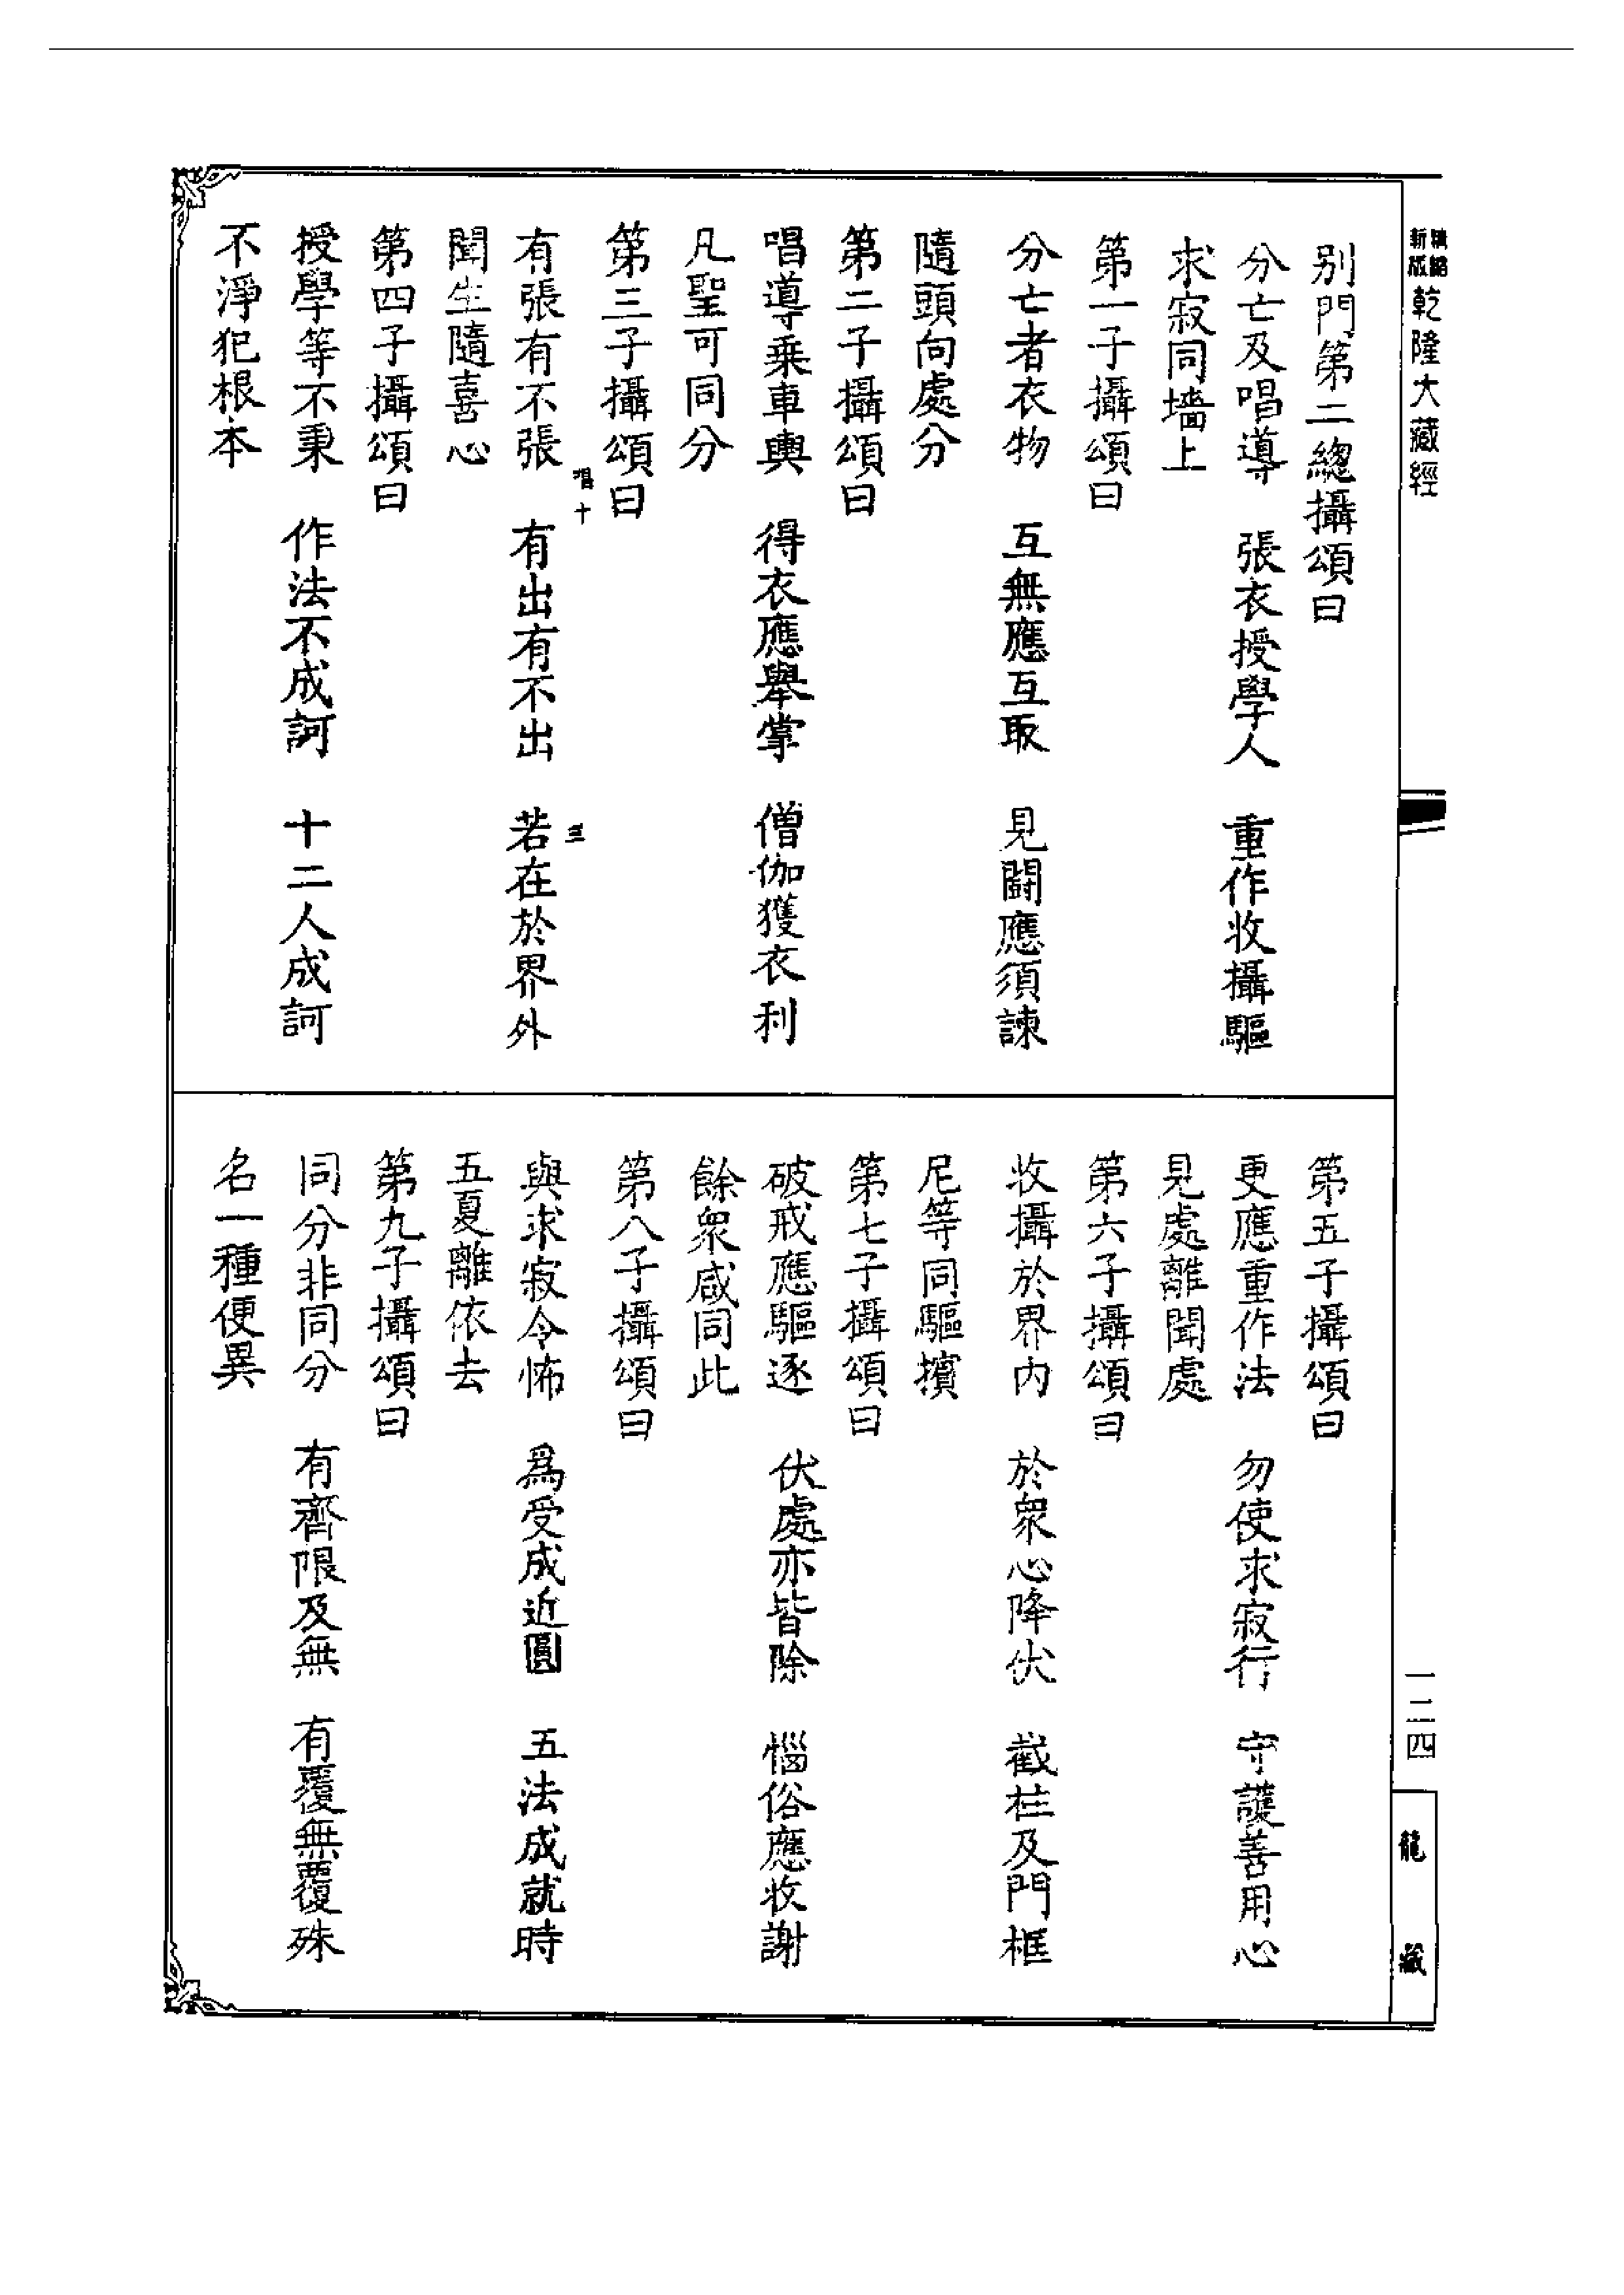 新版
乾隆大藏經
別門第二總攝頌曰
分亡及唱導　張衣授學人　重作收攝驅
求寂同墻上
第一子攝頌曰
分亡者衣物　互無應互取　見鬪應須諫
隨頭向處分
第二子攝頌曰
唱導乗車輿　得衣應舉掌　僧伽獲衣利
凡聖可同分
第三子攝頌曰
唱十　三
有張有不張　有出有不出　若在於界外
聞生隨喜心
第四子攝頌曰
授學等不秉　作法不成訶　十二人成訶
不淨犯根本
第五子攝頌曰
更應重作法　勿使求寂行　守護善用心
見處離聞處
第六子攝頌曰
收攝於界內　於衆心降伏　截栏及門框
尼等同驅擯
第七子攝頌曰
破戒應驅逐　伏處亦皆除　惱俗應收謝
餘衆咸同此
第八子攝頌曰
與求寂令怖　爲受成近圓　五法成就時
五夏離依去
第九子攝頌曰
同分非同分　有齊限及無　有覆無覆殊
名一種便異
一二四
龍藏